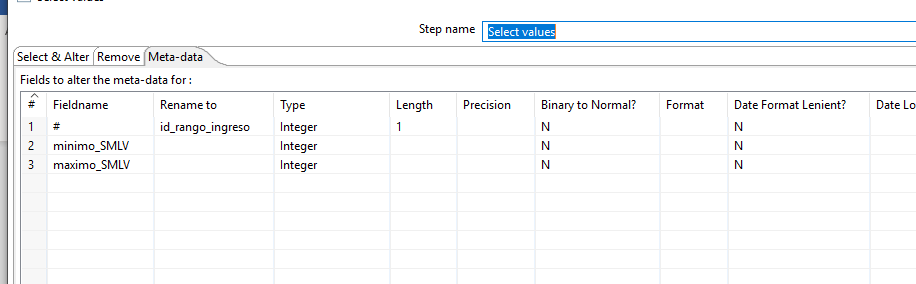 Step name Select values
Select & Alter Remove Meta-data
Fields to alter the meta-data for :
# Fieldname Rename to Type Length Precision Binary to Normal? Format Date Format Lenient? Date Lo
1 # id_rango_ingreso Integer 1 N N
2 minimo_SMLV Integer N N
3 maximo_SMLV Integer N N